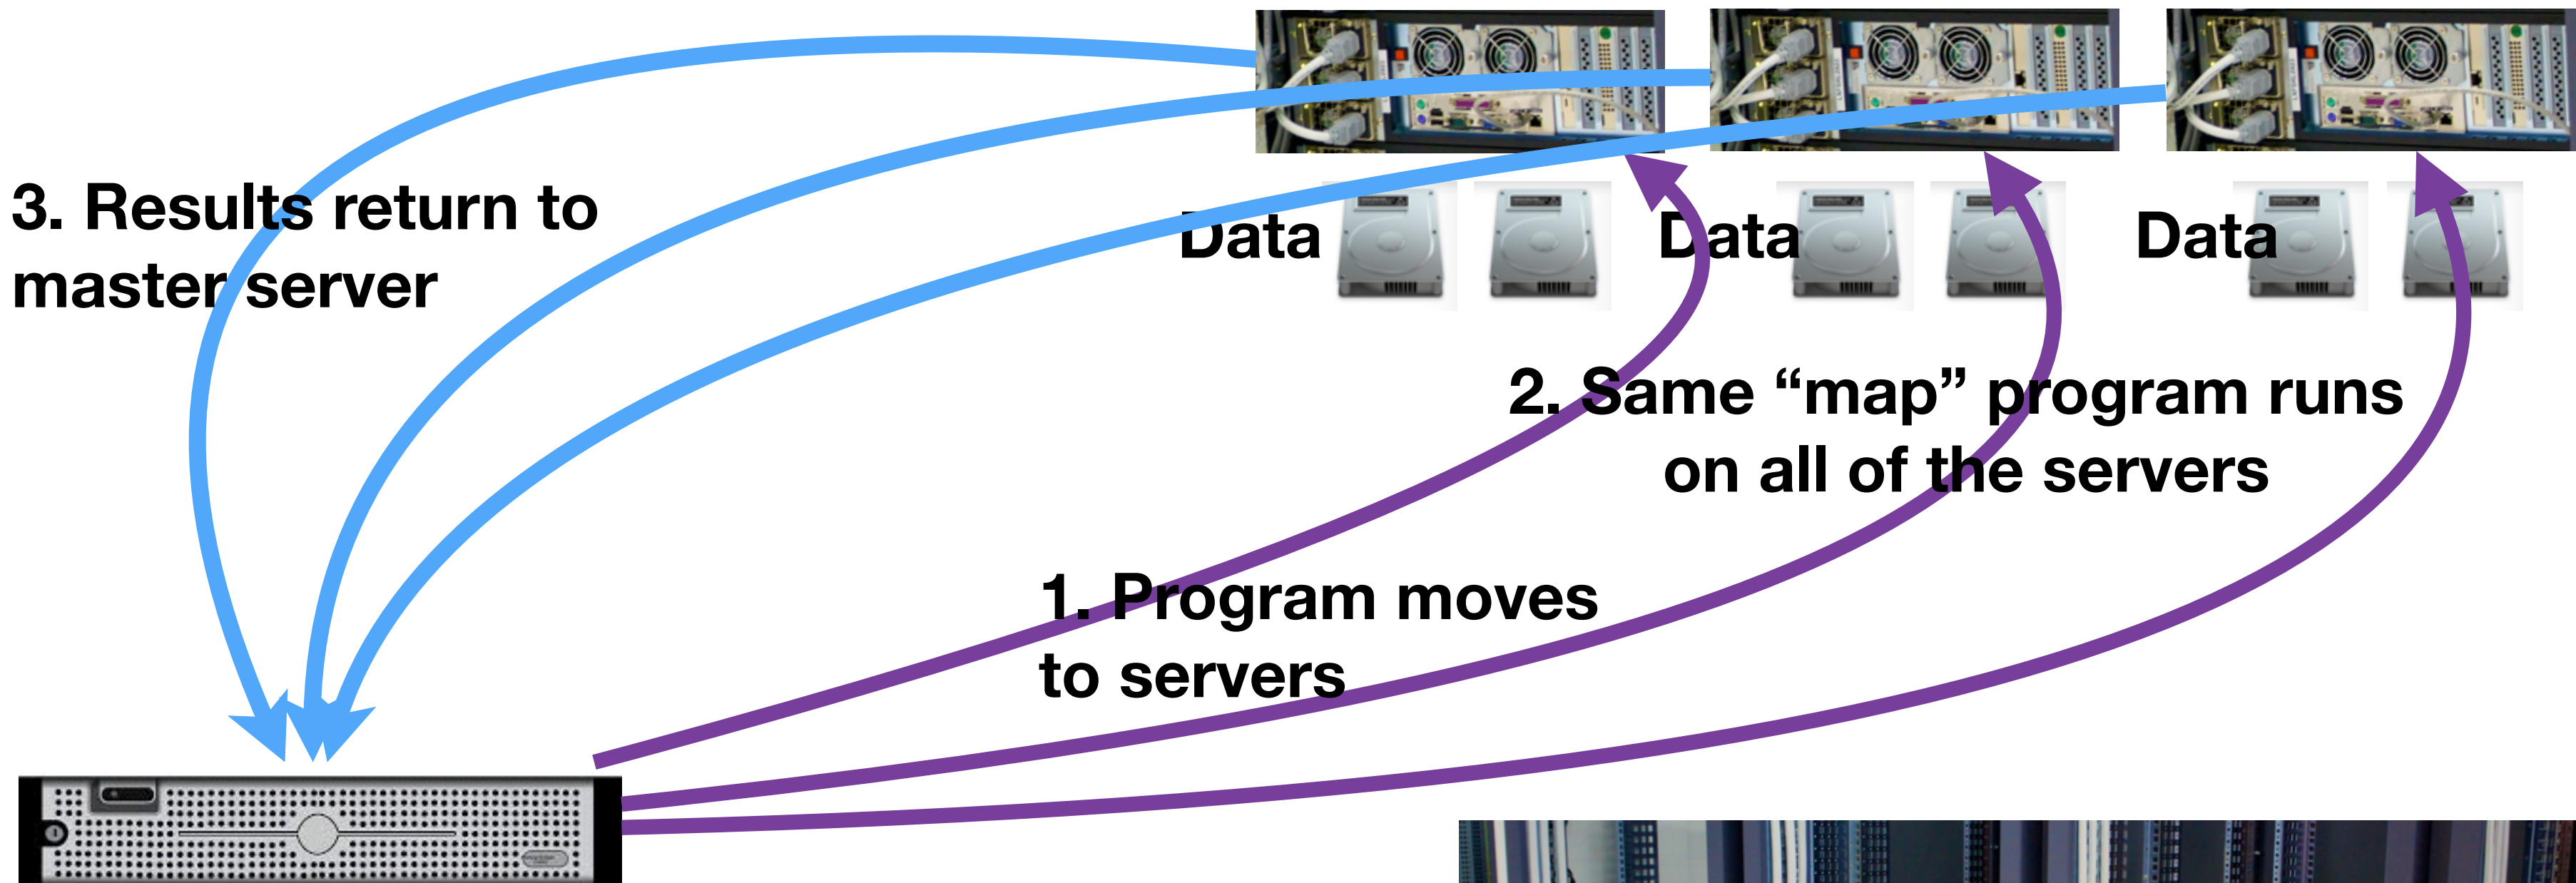 3. Results return to
master server
Data
Data
Data
2. Same “map” program runs
on all of the servers
1. Program moves
to servers